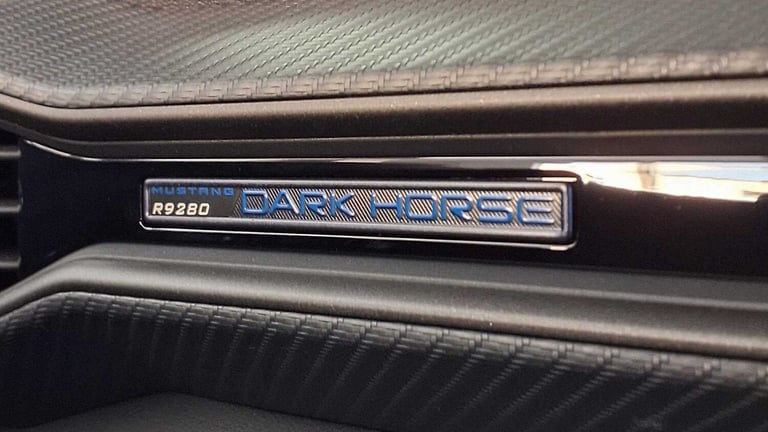 MUSTANG
R9280
DARK HORSE